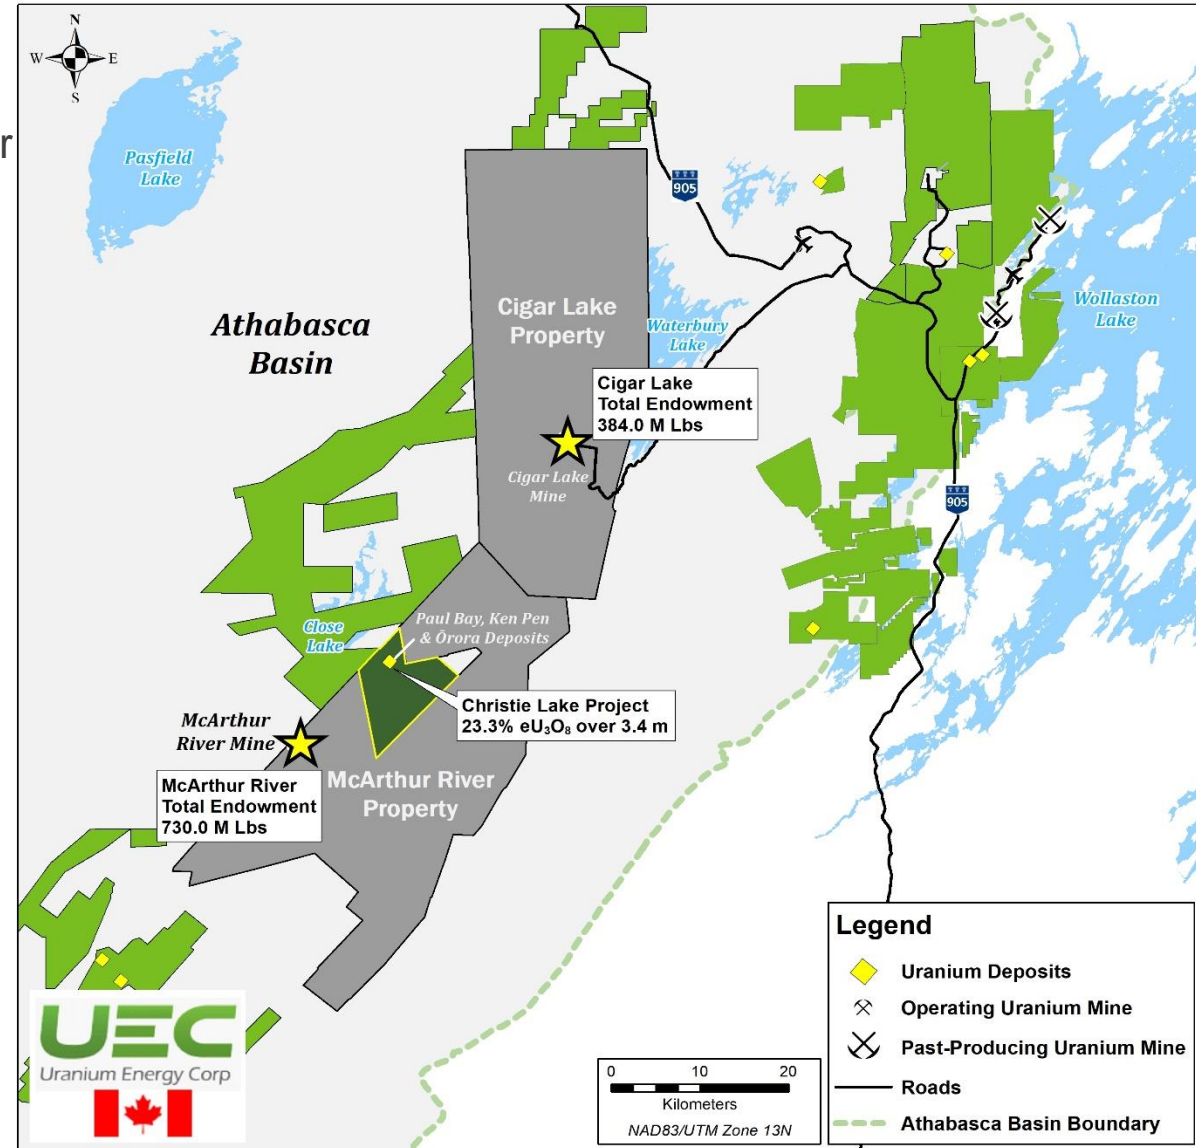 N
W E
S
r
Pasfield
Lake
905
Athabasca
Basin
Cigar Lake
Property
Waterbury
Lake
Wollaston
Lake
Cigar Lake
Total Endowment
384.0 M Lbs
Cigar Lake
Mine
905
Close
Lake
Paul Bay, Ken Pen
& Ōrora Deposits
Christie Lake Project
23.3% eU₃O₈ over 3.4 m
McArthur
River Mine
McArthur River
Total Endowment
730.0 M Lbs
McArthur River
Property
UEC
Uranium Energy Corp
0 10 20
Kilometers
NAD83/UTM Zone 13N
Legend
Uranium Deposits
Operating Uranium Mine
Past-Producing Uranium Mine
Roads
Athabasca Basin Boundary